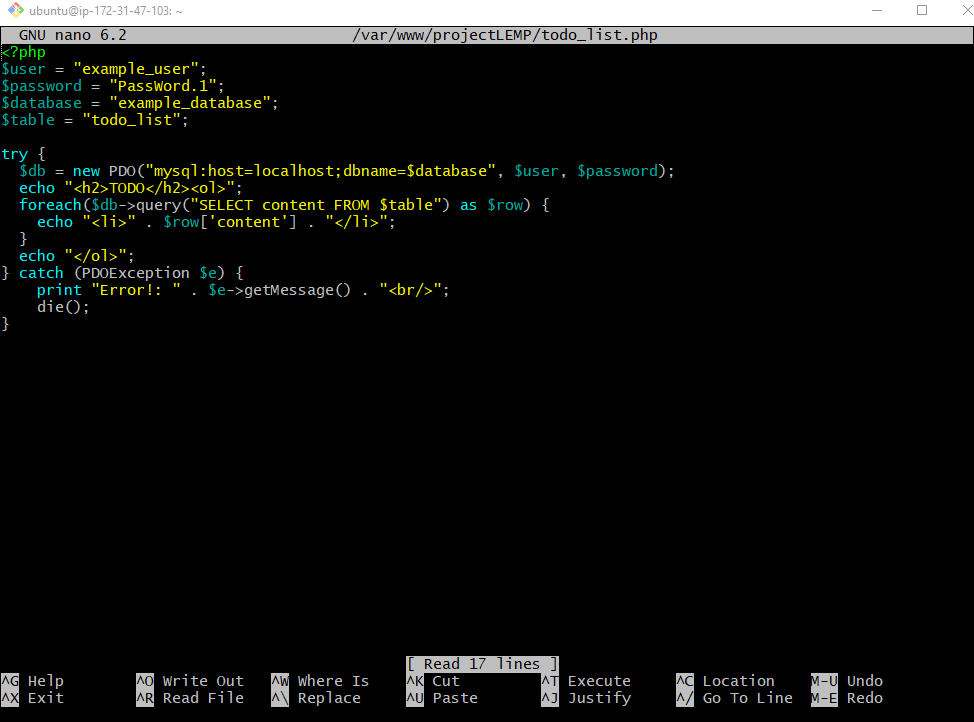 ubuntu@ip-172-31-47-103: ~
GNU nano 6.2 /var/www/projectLEMP/todo_list.php
<?php
$user = "example_user";
$password = "PassWord.1";
$database = "example_database";
$table = "todo_list";
try {
  $db = new PDO("mysql:host=localhost;dbname=$database", $user, $password);
  echo "<h2>TODO</h2><ol>";
  foreach($db->query("SELECT content FROM $table") as $row) {
    echo "<li>" . $row['content'] . "</li>";
  }
  echo "</ol>";
} catch (PDOException $e) {
    print "Error!: " . $e->getMessage() . "<br/>";
    die();
}
[ Read 17 lines ]
^G Help ^O Write Out ^W Where Is ^K Cut ^T Execute ^C Location M-U Undo
^X Exit ^R Read File ^\ Replace ^U Paste ^J Justify ^/ Go To Line M-E Redo